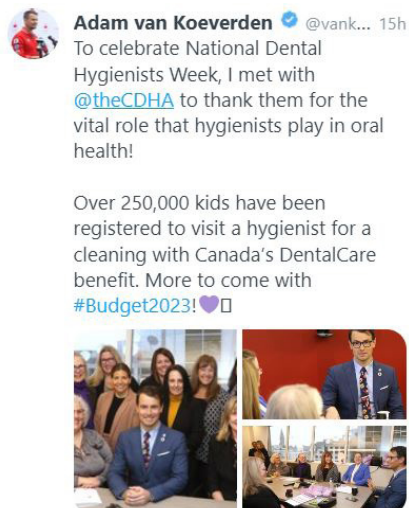 Adam van Koeverden @vank... 15h
To celebrate National Dental
Hygienists Week, I met with
@theCDHA to thank them for the
vital role that hygienists play in oral
health!
Over 250,000 kids have been
registered to visit a hygienist for a
cleaning with Canada's DentalCare
benefit. More to come with
#Budget2023!💜▯